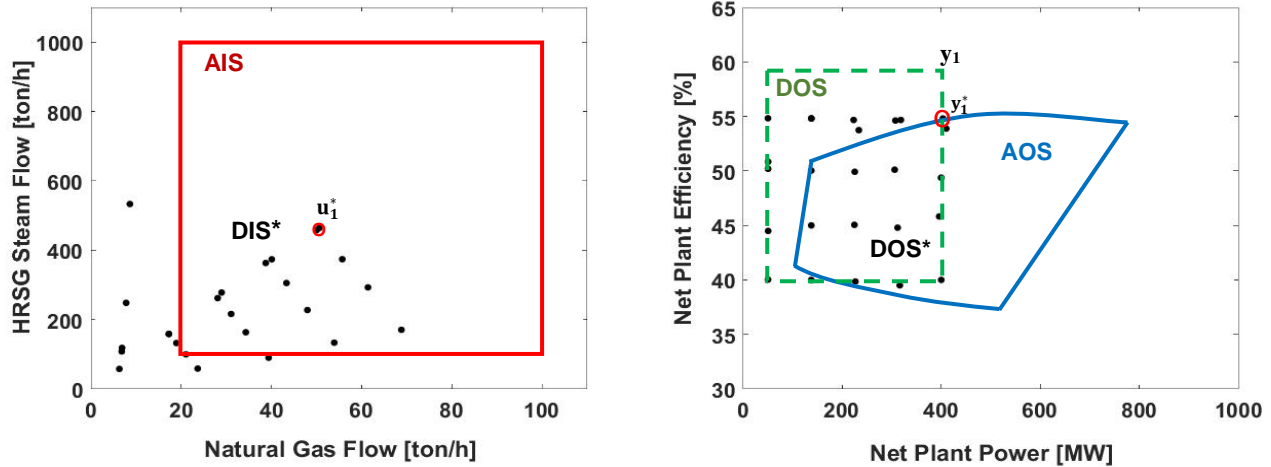 HRSG Steam Flow [ton/h]
1000
800
600
400
200
0
AIS
DIS*
u₁*
0 20 40 60 80 100
Natural Gas Flow [ton/h]
Net Plant Efficiency [%]
65
60
55
50
45
40
35
30
y₁
DOS
y₁*
AOS
DOS*
0 200 400 600 800 1000
Net Plant Power [MW]